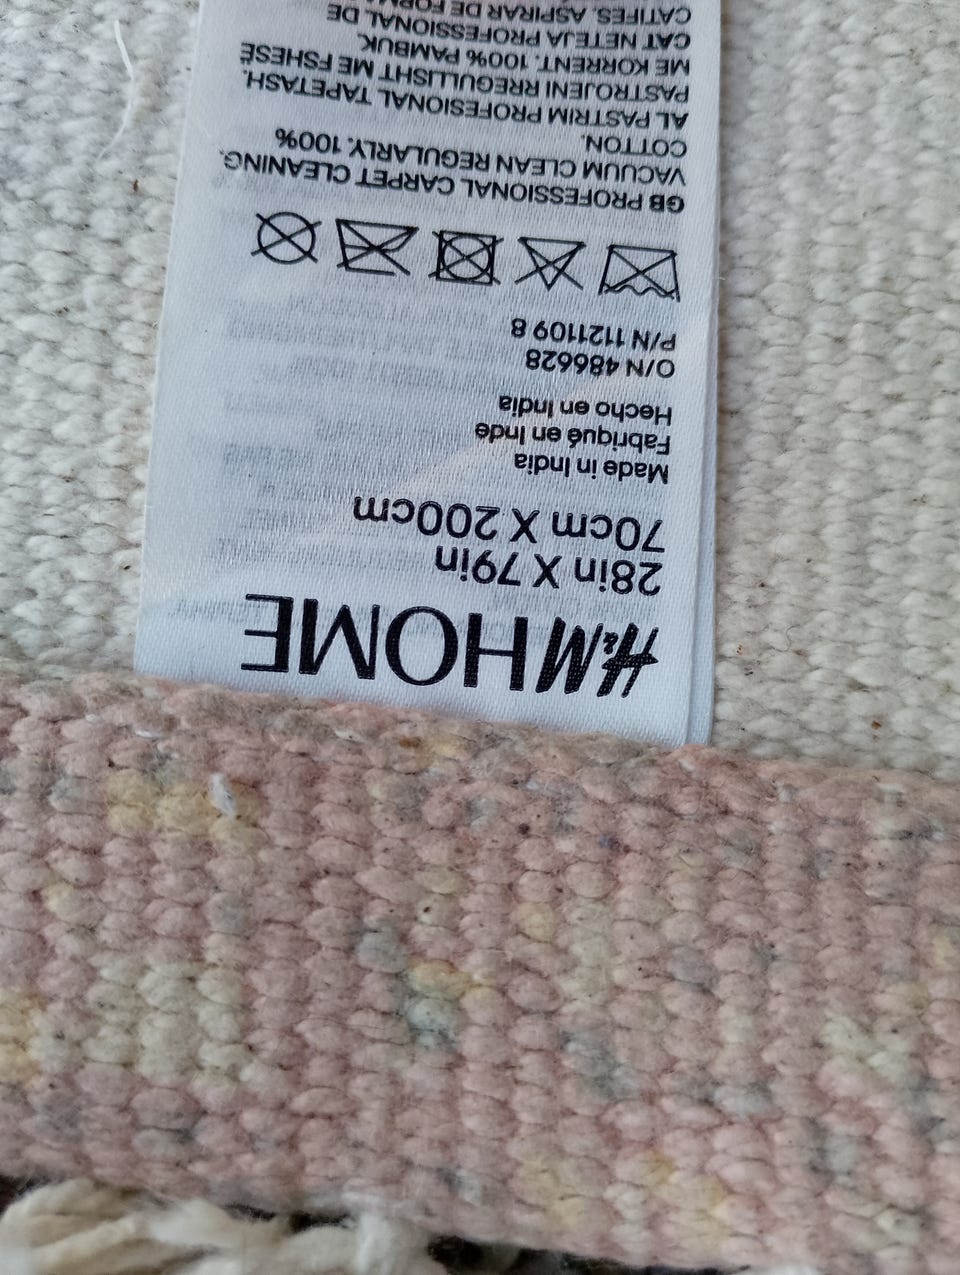 H&M HOME
28in X 79in
70cm X 200cm
Made in India
Fabriqué en Inde
Hecho en India
O/N 486628
P/N 1121109 8
GB PROFESSIONAL CARPET CLEANING.
VACUUM CLEAN REGULARLY. 100%
COTTON.
AL PASTRIM PROFESIONAL TAPETASH.
PASTROJENI RREGULLISHT ME FSHESË
ME KORRENT. 100% PAMBUK.
CAT NETEJA PROFESSIONAL DE
CATIFES. ASPIRAR DE